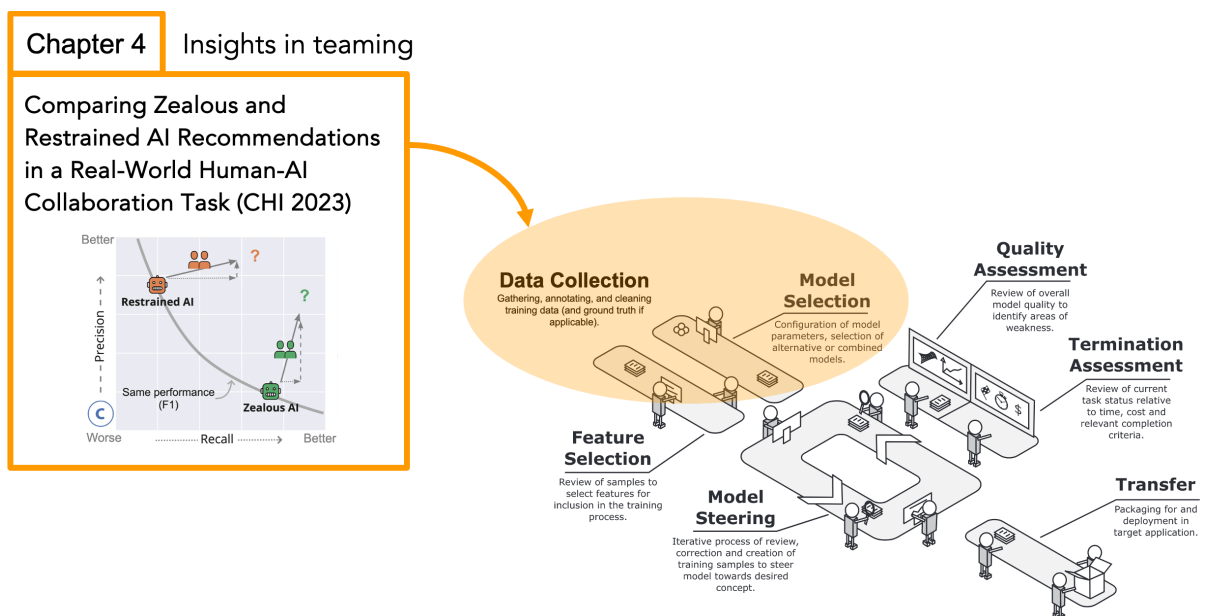 Chapter 4
Insights in teaming
Comparing Zealous and
Restrained AI Recommendations
in a Real-World Human-AI
Collaboration Task (CHI 2023)
Better
?
Restrained AI
?
Precision
Same performance
(F1)
Zealous AI
C
Worse
Recall
Better
Data Collection
Gathering, annotating, and cleaning
training data (and ground truth if
applicable).
Model
Selection
Configuration of model
parameters, selection of
alternative or combined
models.
Quality
Assessment
Review of overall
model quality to
identify areas of
weakness.
Termination
Assessment
Review of current
task status relative
to time, cost and
relevant completion
criteria.
$
Feature
Selection
Review of samples to
select features for
inclusion in the training
process.
Model
Steering
Iterative process of review,
correction and creation of
training samples to steer
model towards desired
concept.
Transfer
Packaging for and
deployment in
target application.